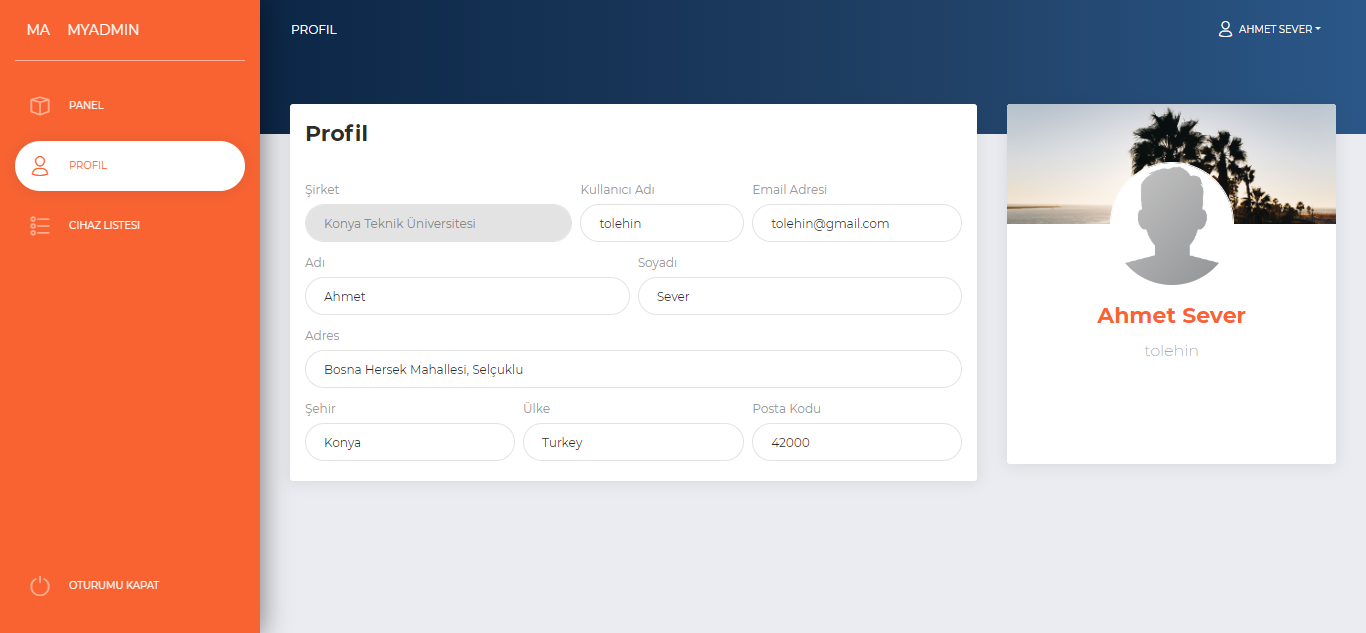 MA MYADMIN
PANEL
PROFIL
CIHAZ LISTESI
OTURUMU KAPAT
PROFIL
AHMET SEVER
Profil
Şirket Kullanıcı Adı Email Adresi
Konya Teknik Üniversitesi tolehin tolehin@gmail.com
Adı Soyadı
Ahmet Sever
Adres
Bosna Hersek Mahallesi, Selçuklu
Şehir Ülke Posta Kodu
Konya Turkey 42000
Ahmet Sever
tolehin